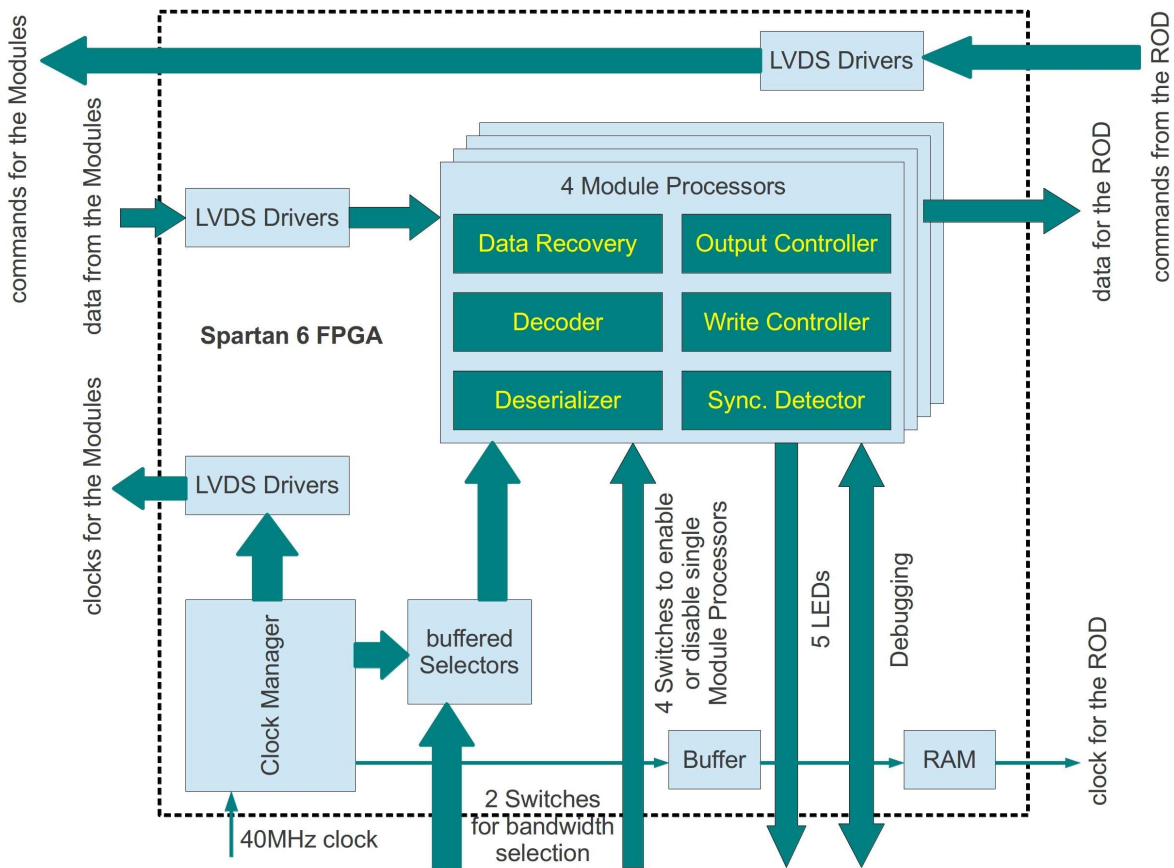 commands for the Modules
LVDS Drivers
commands from the ROD
data from the Modules
LVDS Drivers
4 Module Processors
Data Recovery
Output Controller
Decoder
Write Controller
Deserializer
Sync. Detector
data for the ROD
Spartan 6 FPGA
clocks for the Modules
LVDS Drivers
Clock Manager
buffered
Selectors
4 Switches to enable
or disable single
Module Processors
5 LEDs
Debugging
Buffer
RAM
clock for the ROD
40MHz clock
2 Switches
for bandwidth
selection